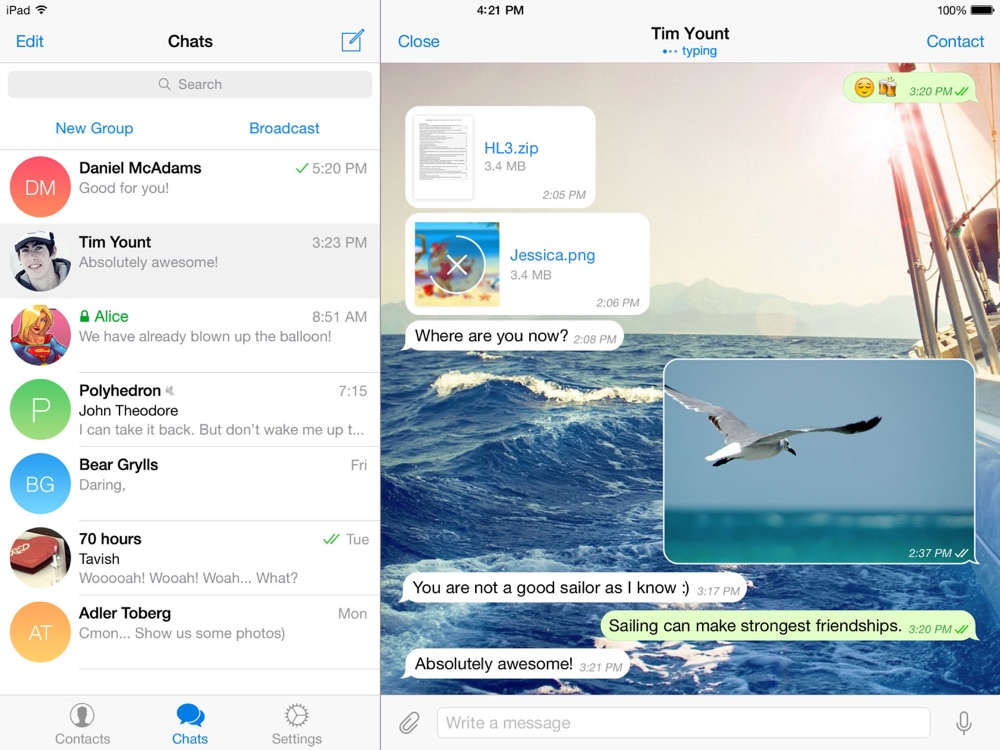 iPad
4:21 PM
100%
Edit
Chats
Search
New Group
Broadcast
DM
Daniel McAdams
5:20 PM
Good for you!
Tim Yount
3:23 PM
Absolutely awesome!
Alice
8:51 AM
We have already blown up the balloon!
P
Polyhedron
7:15
John Theodore
I can take it back. But don’t wake me up t...
BG
Bear Grylls
Fri
Daring,
70 hours
Tue
Tavish
Wooooah! Wooah! Woah... What?
AT
Adler Toberg
Mon
Cmon... Show us some photos)
Contacts
Chats
Settings
Close
Tim Yount
typing
Contact
3:20 PM
HL3.zip
3.4 MB
2:05 PM
Jessica.png
3.4 MB
2:06 PM
Where are you now? 2:08 PM
2:37 PM
You are not a good sailor as I know :) 3:17 PM
Sailing can make strongest friendships. 3:20 PM
Absolutely awesome! 3:21 PM
Write a message